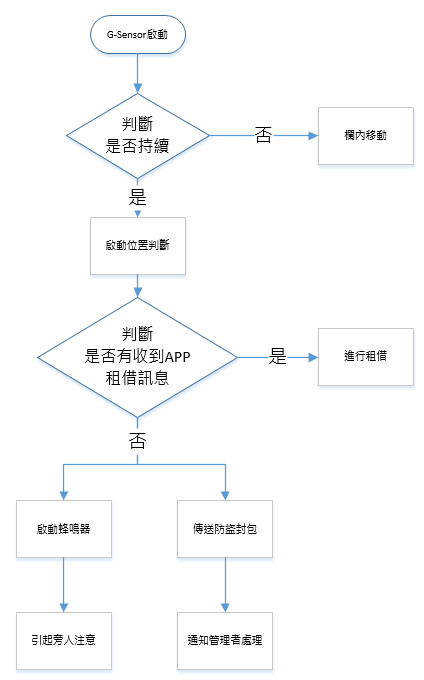 G-Sensor啟動
判斷
是否持續
否
欄內移動
是
啟動位置判斷
判斷
是否有收到APP
租借訊息
是
進行租借
否
啟動蜂鳴器
傳送防盜封包
引起旁人注意
通知管理者處理